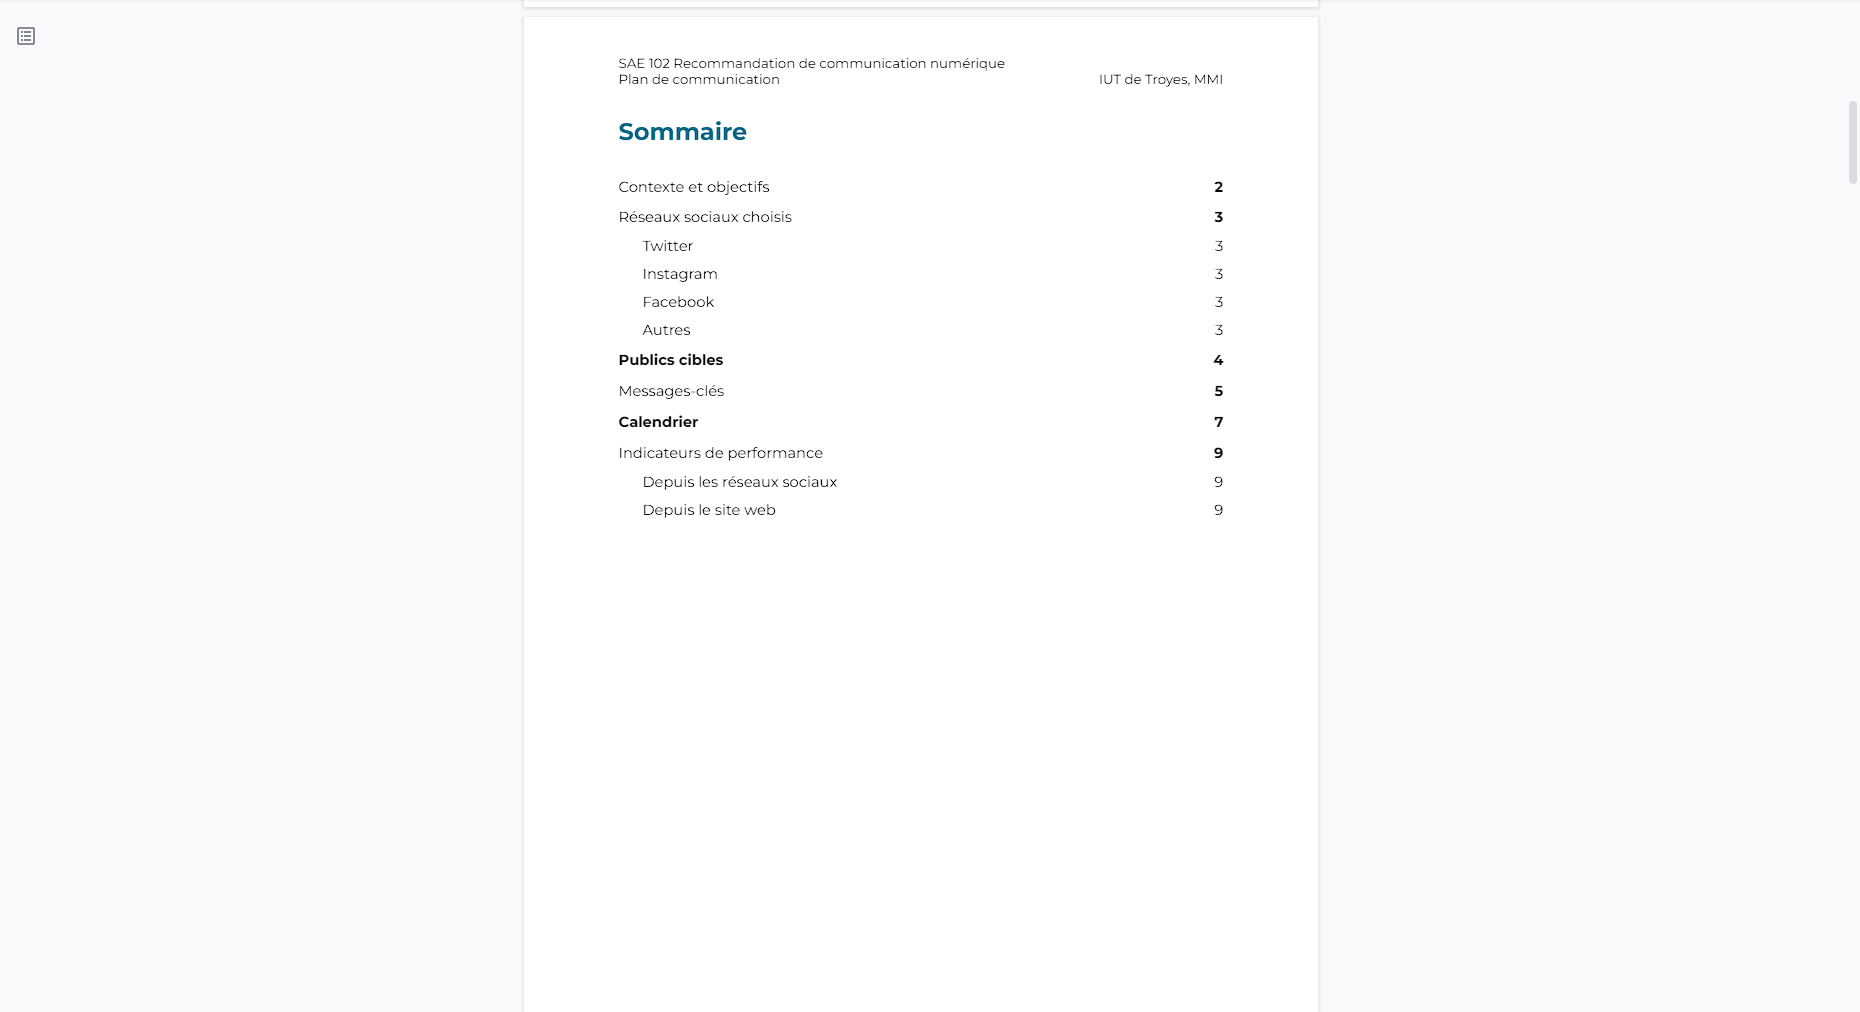 SAE 102 Recommandation de communication numérique
Plan de communication IUT de Troyes, MMI
Sommaire
Contexte et objectifs 2
Réseaux sociaux choisis 3
Twitter 3
Instagram 3
Facebook 3
Autres 3
Publics cibles 4
Messages-clés 5
Calendrier 7
Indicateurs de performance 9
Depuis les réseaux sociaux 9
Depuis le site web 9